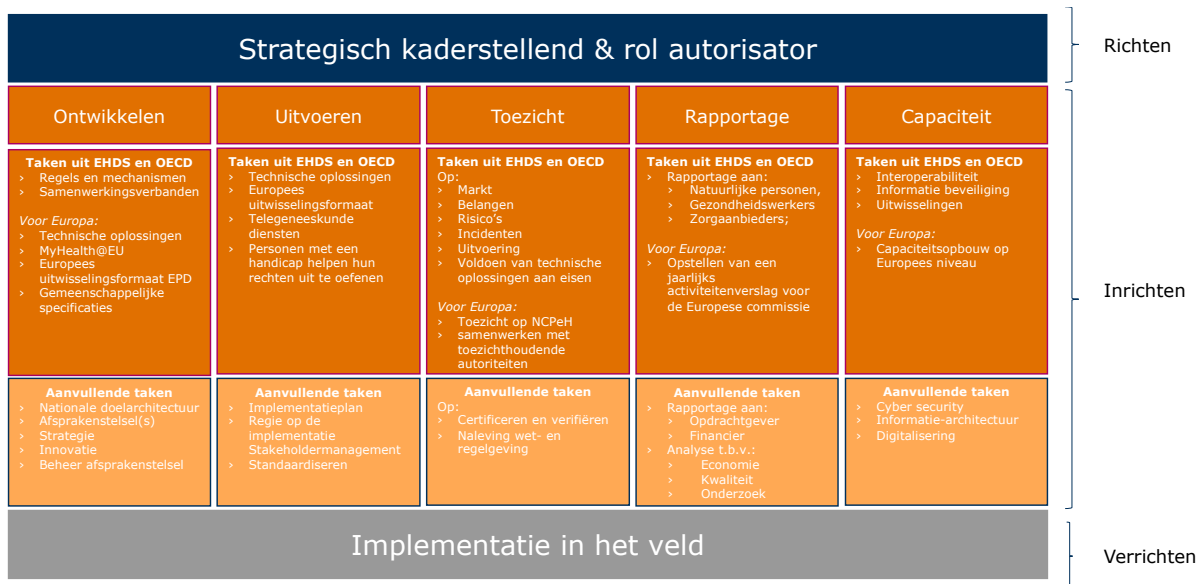 Strategisch kaderstellend & rol autorisator
Richten
Ontwikkelen
Taken uit EHDS en OECD
› Regels en mechanismen
› Samenwerkingsverbanden
Voor Europa:
› Technische oplossingen
› MyHealth@EU
› Europees
uitwisselingsformaat EPD
› Gemeenschappelijke
specificaties
Aanvullende taken
› Nationale doelarchitectuur
› Afsprakenstelsel(s)
› Strategie
› Innovatie
› Beheer afsprakenstelsel
Uitvoeren
Taken uit EHDS en OECD
› Technische oplossingen
› Europees
uitwisselingsformaat
› Telegeneeskunde
diensten
› Personen met een
handicap helpen hun
rechten uit te oefenen
Aanvullende taken
› Implementatieplan
› Regie op de
implementatie
Stakeholdermanagement
› Standaardiseren
Toezicht
Taken uit EHDS en OECD
Op:
› Markt
› Belangen
› Risico's
› Incidenten
› Uitvoering
› Voldoen van technische
oplossingen aan eisen
Voor Europa:
› Toezicht op NCPeH
› samenwerken met
toezichthoudende
autoriteiten
Aanvullende taken
Op:
› Certificeren en verifiëren
› Naleving wet- en
regelgeving
Rapportage
Taken uit EHDS en OECD
› Rapportage aan:
› Natuurlijke personen,
› Gezondheidswerkers
› Zorgaanbieders;
Voor Europa:
› Opstellen van een
jaarlijks
activiteitenverslag voor
de Europese commissie
Aanvullende taken
› Rapportage aan:
› Opdrachtgever
› Financier
› Analyse t.b.v.:
› Economie
› Kwaliteit
› Onderzoek
Capaciteit
Taken uit EHDS en OECD
› Interoperabiliteit
› Informatie beveiliging
› Uitwisselingen
Voor Europa:
› Capaciteitsopbouw op
Europees niveau
Aanvullende taken
› Cyber security
› Informatie-architectuur
› Digitalisering
Inrichten
Implementatie in het veld
Verrichten